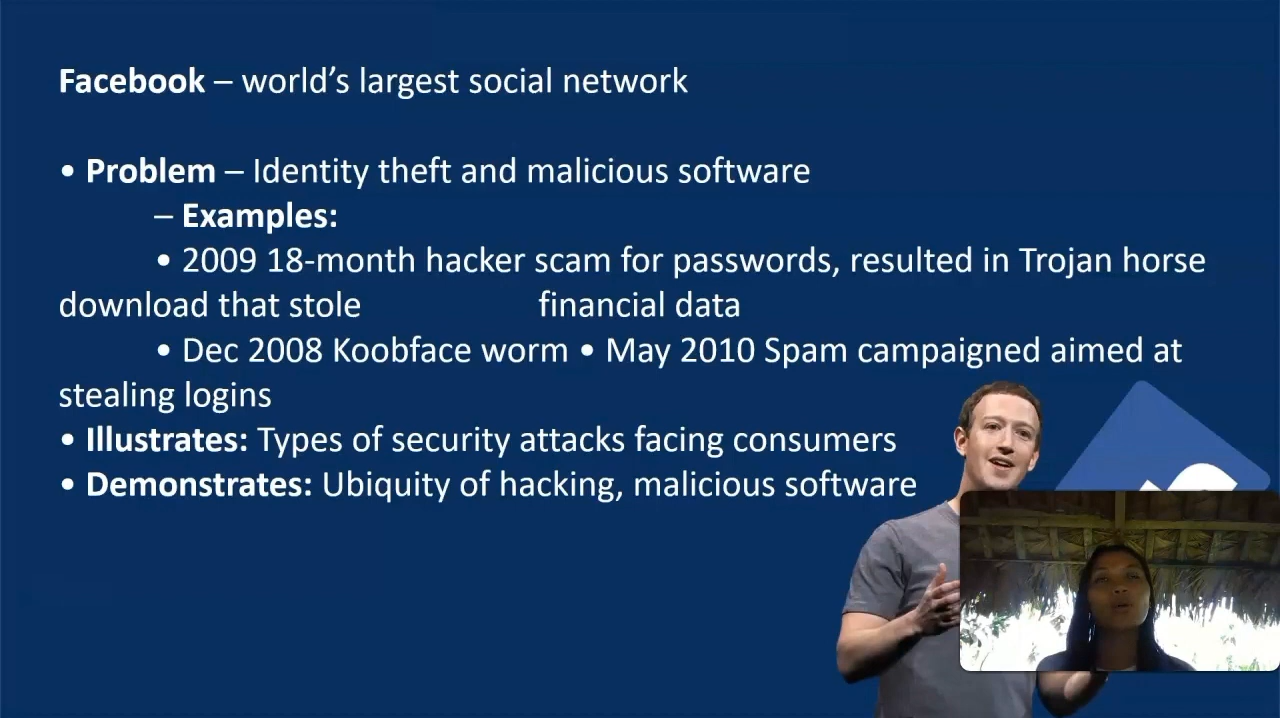 Facebook – world's largest social network
• Problem – Identity theft and malicious software
– Examples:
• 2009 18-month hacker scam for passwords, resulted in Trojan horse
download that stole financial data
• Dec 2008 Koobface worm • May 2010 Spam campaigned aimed at
stealing logins
• Illustrates: Types of security attacks facing consumers
• Demonstrates: Ubiquity of hacking, malicious software